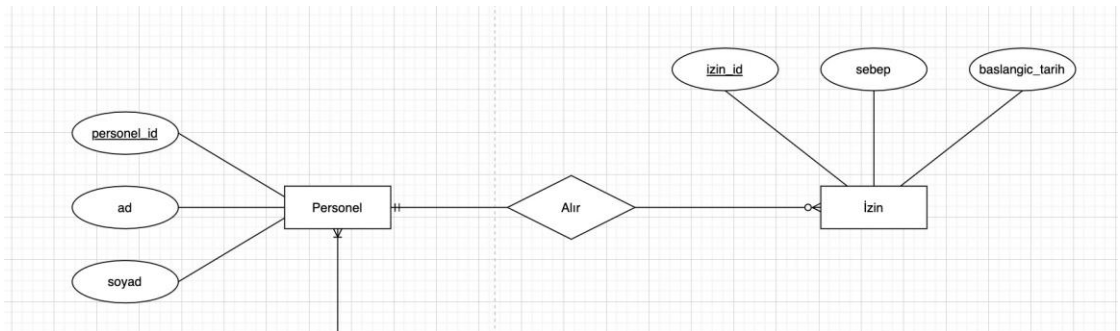 izin_id
sebep
baslangic_tarih
personel_id
ad
Personel
Alır
İzin
soyad